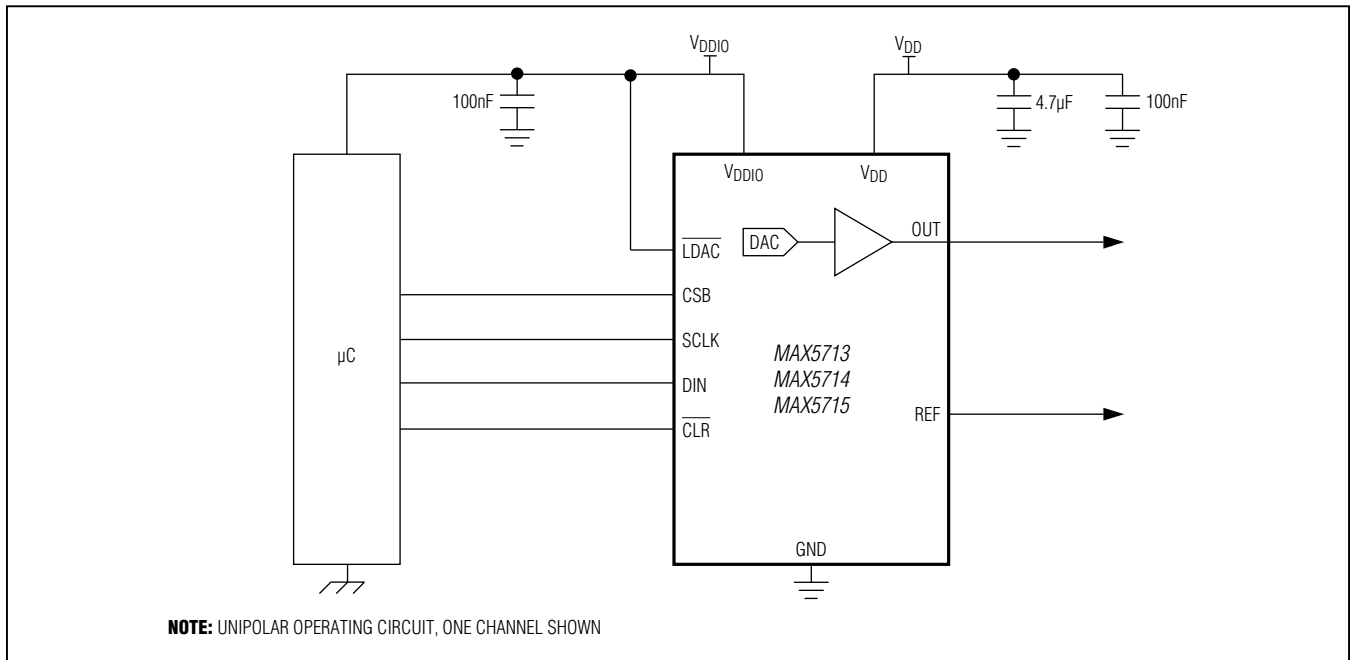 VDDIO
VDD
100nF
4.7µF
100nF
VDDIO
VDD
LDAC
DAC
OUT
CSB
SCLK
µC
MAX5713
DIN
MAX5714
MAX5715
REF
CLR
GND
NOTE: UNIPOLAR OPERATING CIRCUIT, ONE CHANNEL SHOWN